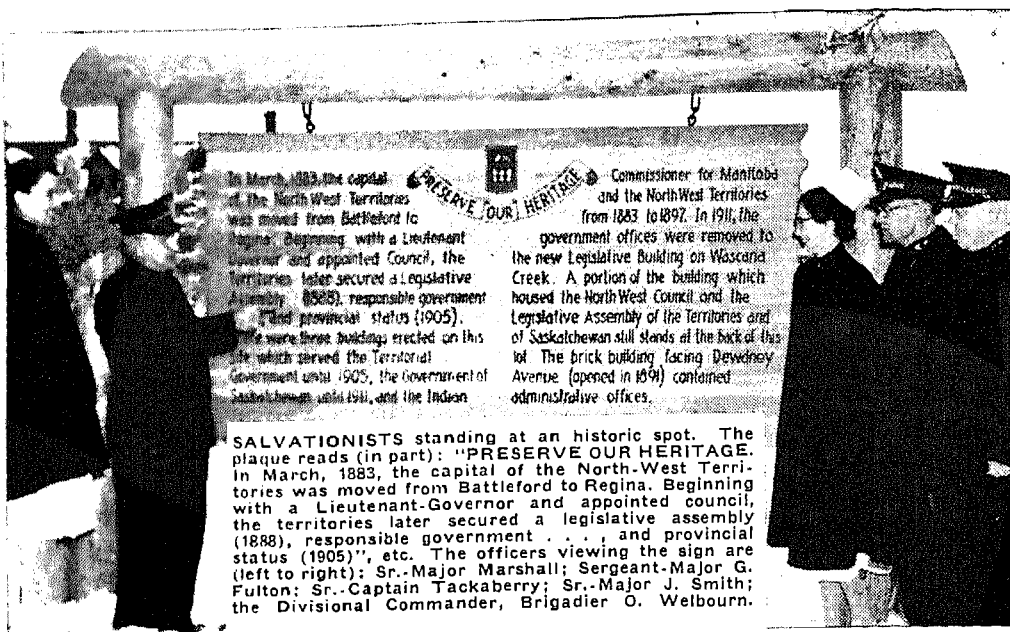 PRESERVE OUR HERITAGE
In March, 1883, the capital
of the North West Territories
was moved from Battleford to
Regina. Beginning with a Lieutenant
Governor and appointed Council, the
Territories later secured a Legislative
Assembly (1888), responsible government
and provincial status (1905).
were three buildings erected on this
site which served the Territorial
Government until 1905, the Government of
Saskatchewan until 1911, and the Indian
Commissioner for Manitoba
and the North West Territories
from 1883 to 1897. In 1911, the
government offices were removed to
the new Legislative Building on Wascana
Creek. A portion of the building which
housed the North West Council and the
Legislative Assembly of the Territories and
of Saskatchewan still stands at the back of this
lot. The brick building facing Dewdney
Avenue (opened in 1891) contained
administrative offices.
SALVATIONISTS standing at an historic spot. The
plaque reads (in part): "PRESERVE OUR HERITAGE.
In March, 1883, the capital of the North-West Terri-
tories was moved from Battleford to Regina. Beginning
with a Lieutenant-Governor and appointed council,
the territories later secured a legislative assembly
(1888), responsible government . . . , and provincial
status (1905)", etc. The officers viewing the sign are
(left to right): Sr.-Major Marshall; Sergeant-Major G.
Fulton; Sr.-Captain Tackaberry; Sr.-Major J. Smith;
the Divisional Commander, Brigadier O. Welbourn.